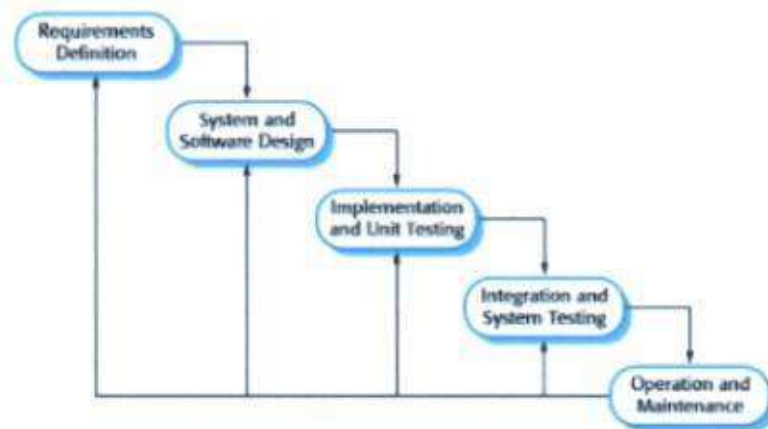 Requirements
Definition
System and
Software Design
Implementation
and Unit Testing
Integration and
System Testing
Operation and
Maintenance